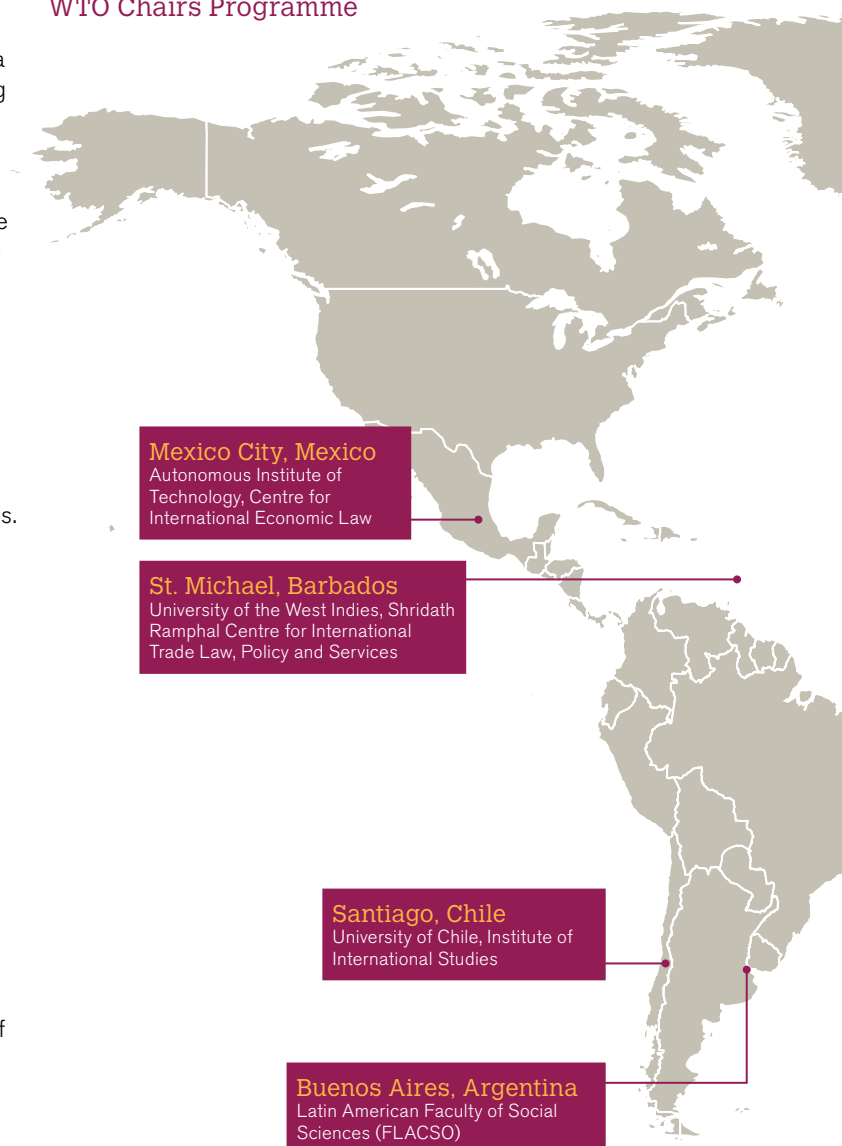 WTO Chairs Programme
a
g
e
s.
f
Mexico City, Mexico
Autonomous Institute of
Technology, Centre for
International Economic Law
St. Michael, Barbados
University of the West Indies, Shridath
Ramphal Centre for International
Trade Law, Policy and Services
Santiago, Chile
University of Chile, Institute of
International Studies
Buenos Aires, Argentina
Latin American Faculty of Social
Sciences (FLACSO)